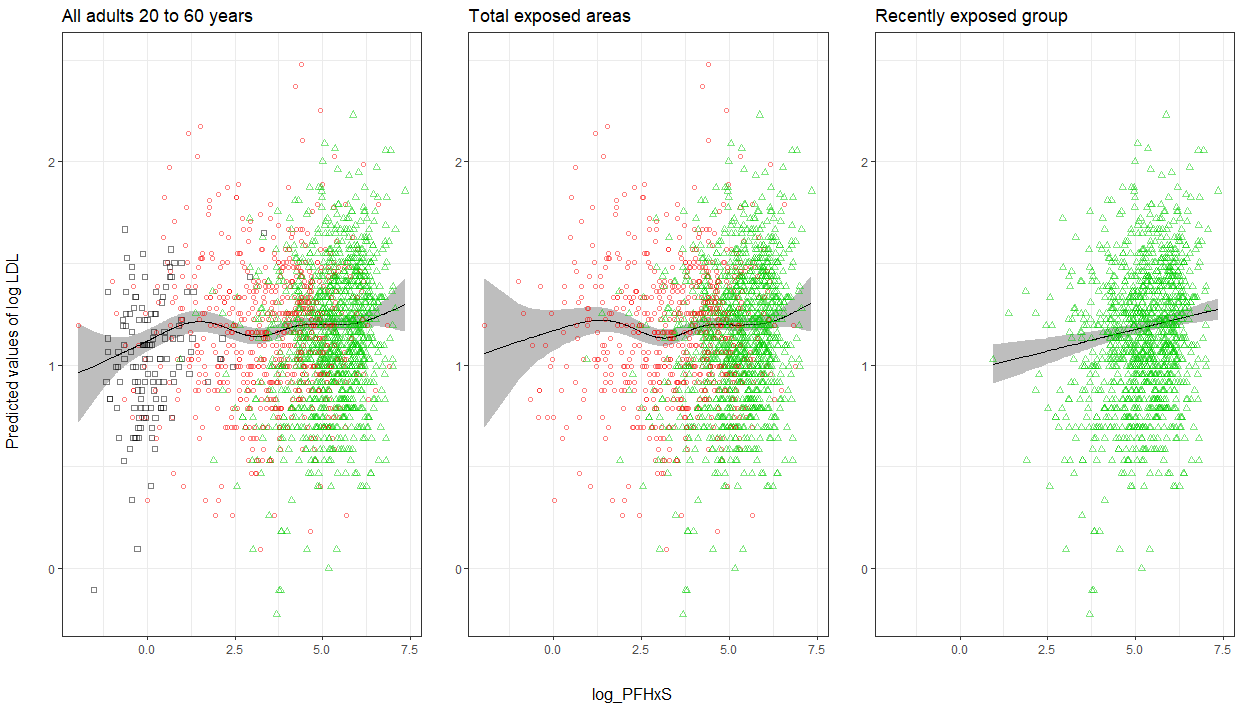 All adults 20 to 60 years
Total exposed areas
Recently exposed group
Predicted values of log LDL
2
1
0
2
1
0
2
1
0
0.0 2.5 5.0 7.5
0.0 2.5 5.0 7.5
0.0 2.5 5.0 7.5
log_PFHxS